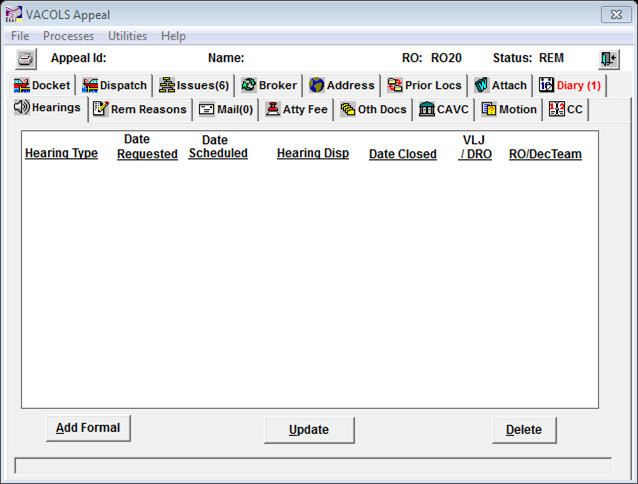 VACOLS Appeal
File Processes Utilities Help
Appeal Id: Name: RO: RO20 Status: REM
Docket Dispatch Issues(6) Broker Address Prior Locs Attach 16 Diary (1)
Hearings Rem Reasons Mail(0) Atty Fee Oth Docs CAVC Motion CC
Date Date VLJ
Hearing Type Requested Scheduled Hearing Disp Date Closed / DRO RO/DecTeam
Add Formal Update Delete